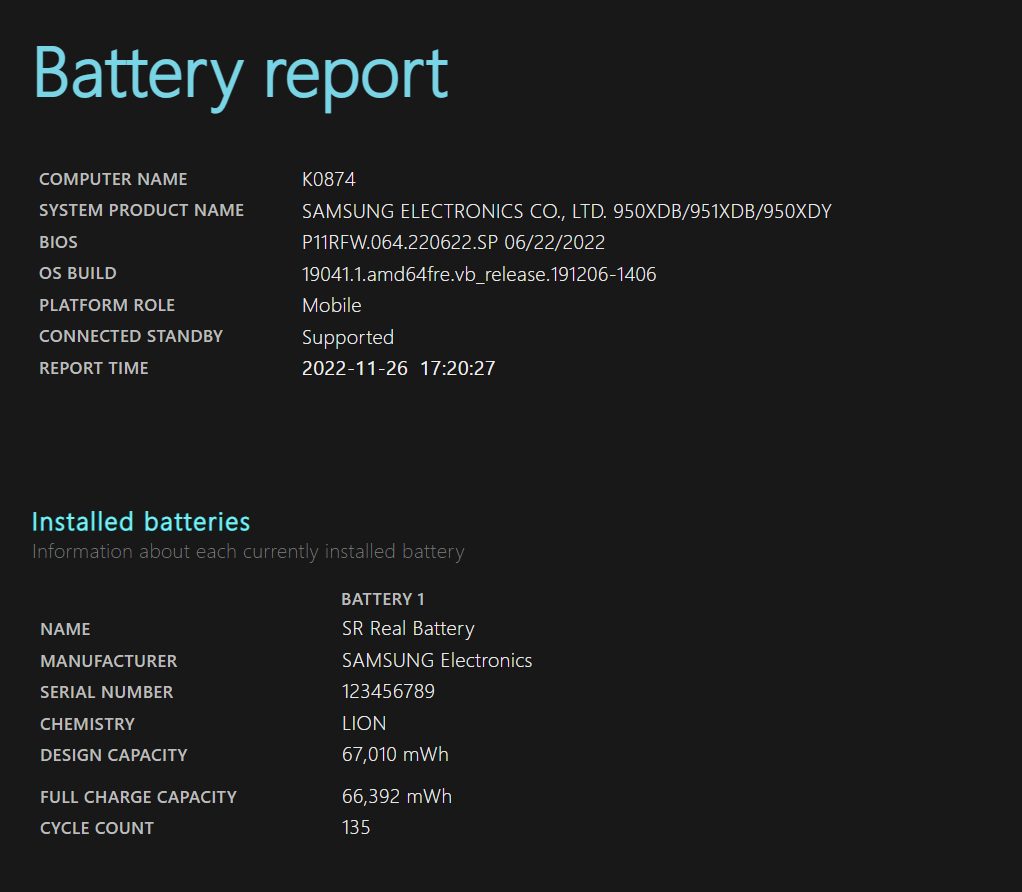 Battery report
COMPUTER NAME K0874
SYSTEM PRODUCT NAME SAMSUNG ELECTRONICS CO., LTD. 950XDB/951XDB/950XDY
BIOS P11RFW.064.220622.SP 06/22/2022
OS BUILD 19041.1.amd64fre.vb_release.191206-1406
PLATFORM ROLE Mobile
CONNECTED STANDBY Supported
REPORT TIME 2022-11-26 17:20:27
Installed batteries
Information about each currently installed battery
BATTERY 1
NAME SR Real Battery
MANUFACTURER SAMSUNG Electronics
SERIAL NUMBER 123456789
CHEMISTRY LION
DESIGN CAPACITY 67,010 mWh
FULL CHARGE CAPACITY 66,392 mWh
CYCLE COUNT 135